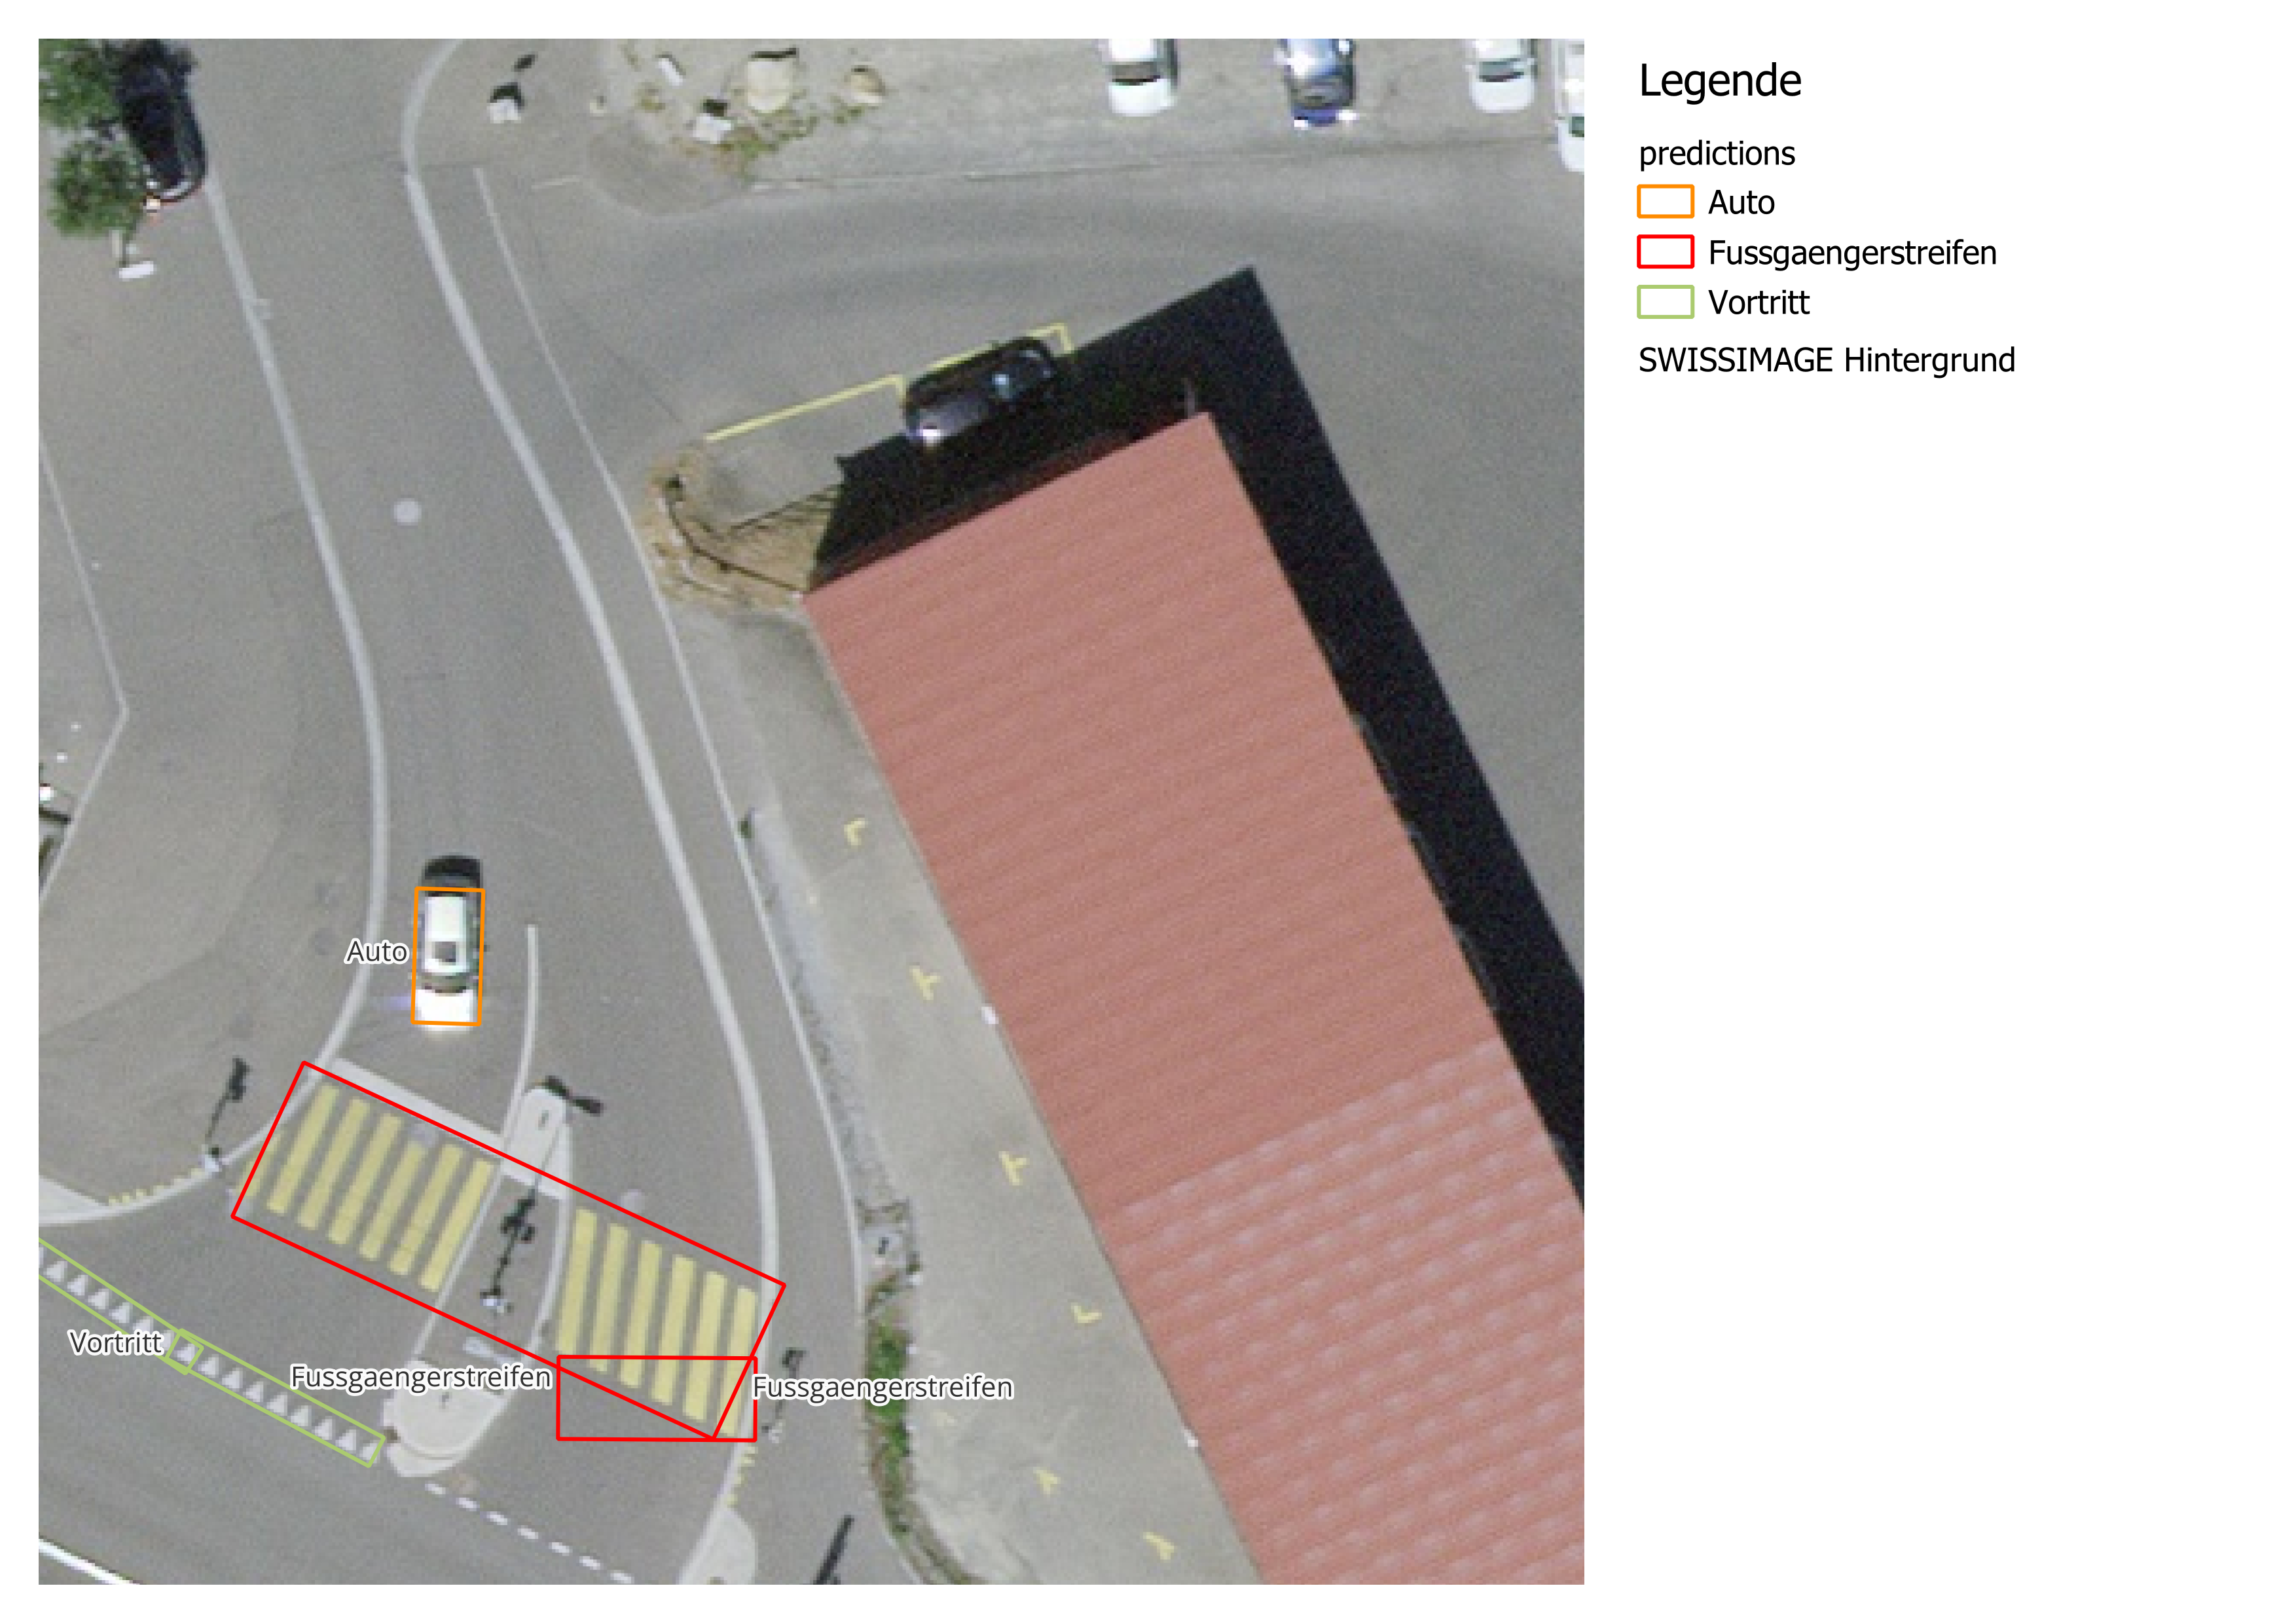 Legende
predictions
Auto
Fussgaengerstreifen
Vortritt
SWISSIMAGE Hintergrund
Auto
Vortritt
Fussgaengerstreifen
Fussgaengerstreifen